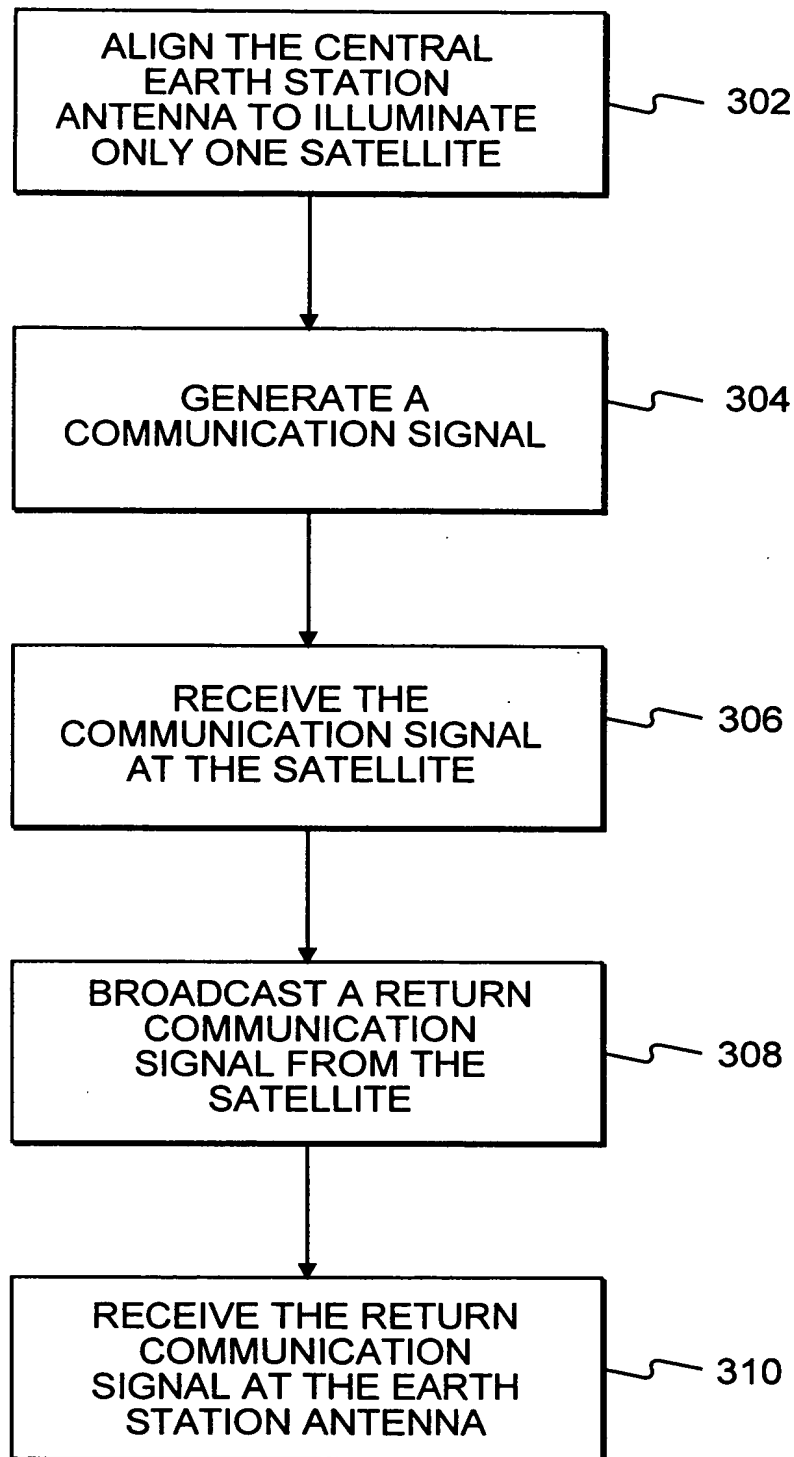 ALIGN THE CENTRAL
EARTH STATION
ANTENNA TO ILLUMINATE
ONLY ONE SATELLITE
302
GENERATE A
COMMUNICATION SIGNAL
304
RECEIVE THE
COMMUNICATION SIGNAL
AT THE SATELLITE
306
BROADCAST A RETURN
COMMUNICATION
SIGNAL FROM THE
SATELLITE
308
RECEIVE THE RETURN
COMMUNICATION
SIGNAL AT THE EARTH
STATION ANTENNA
310